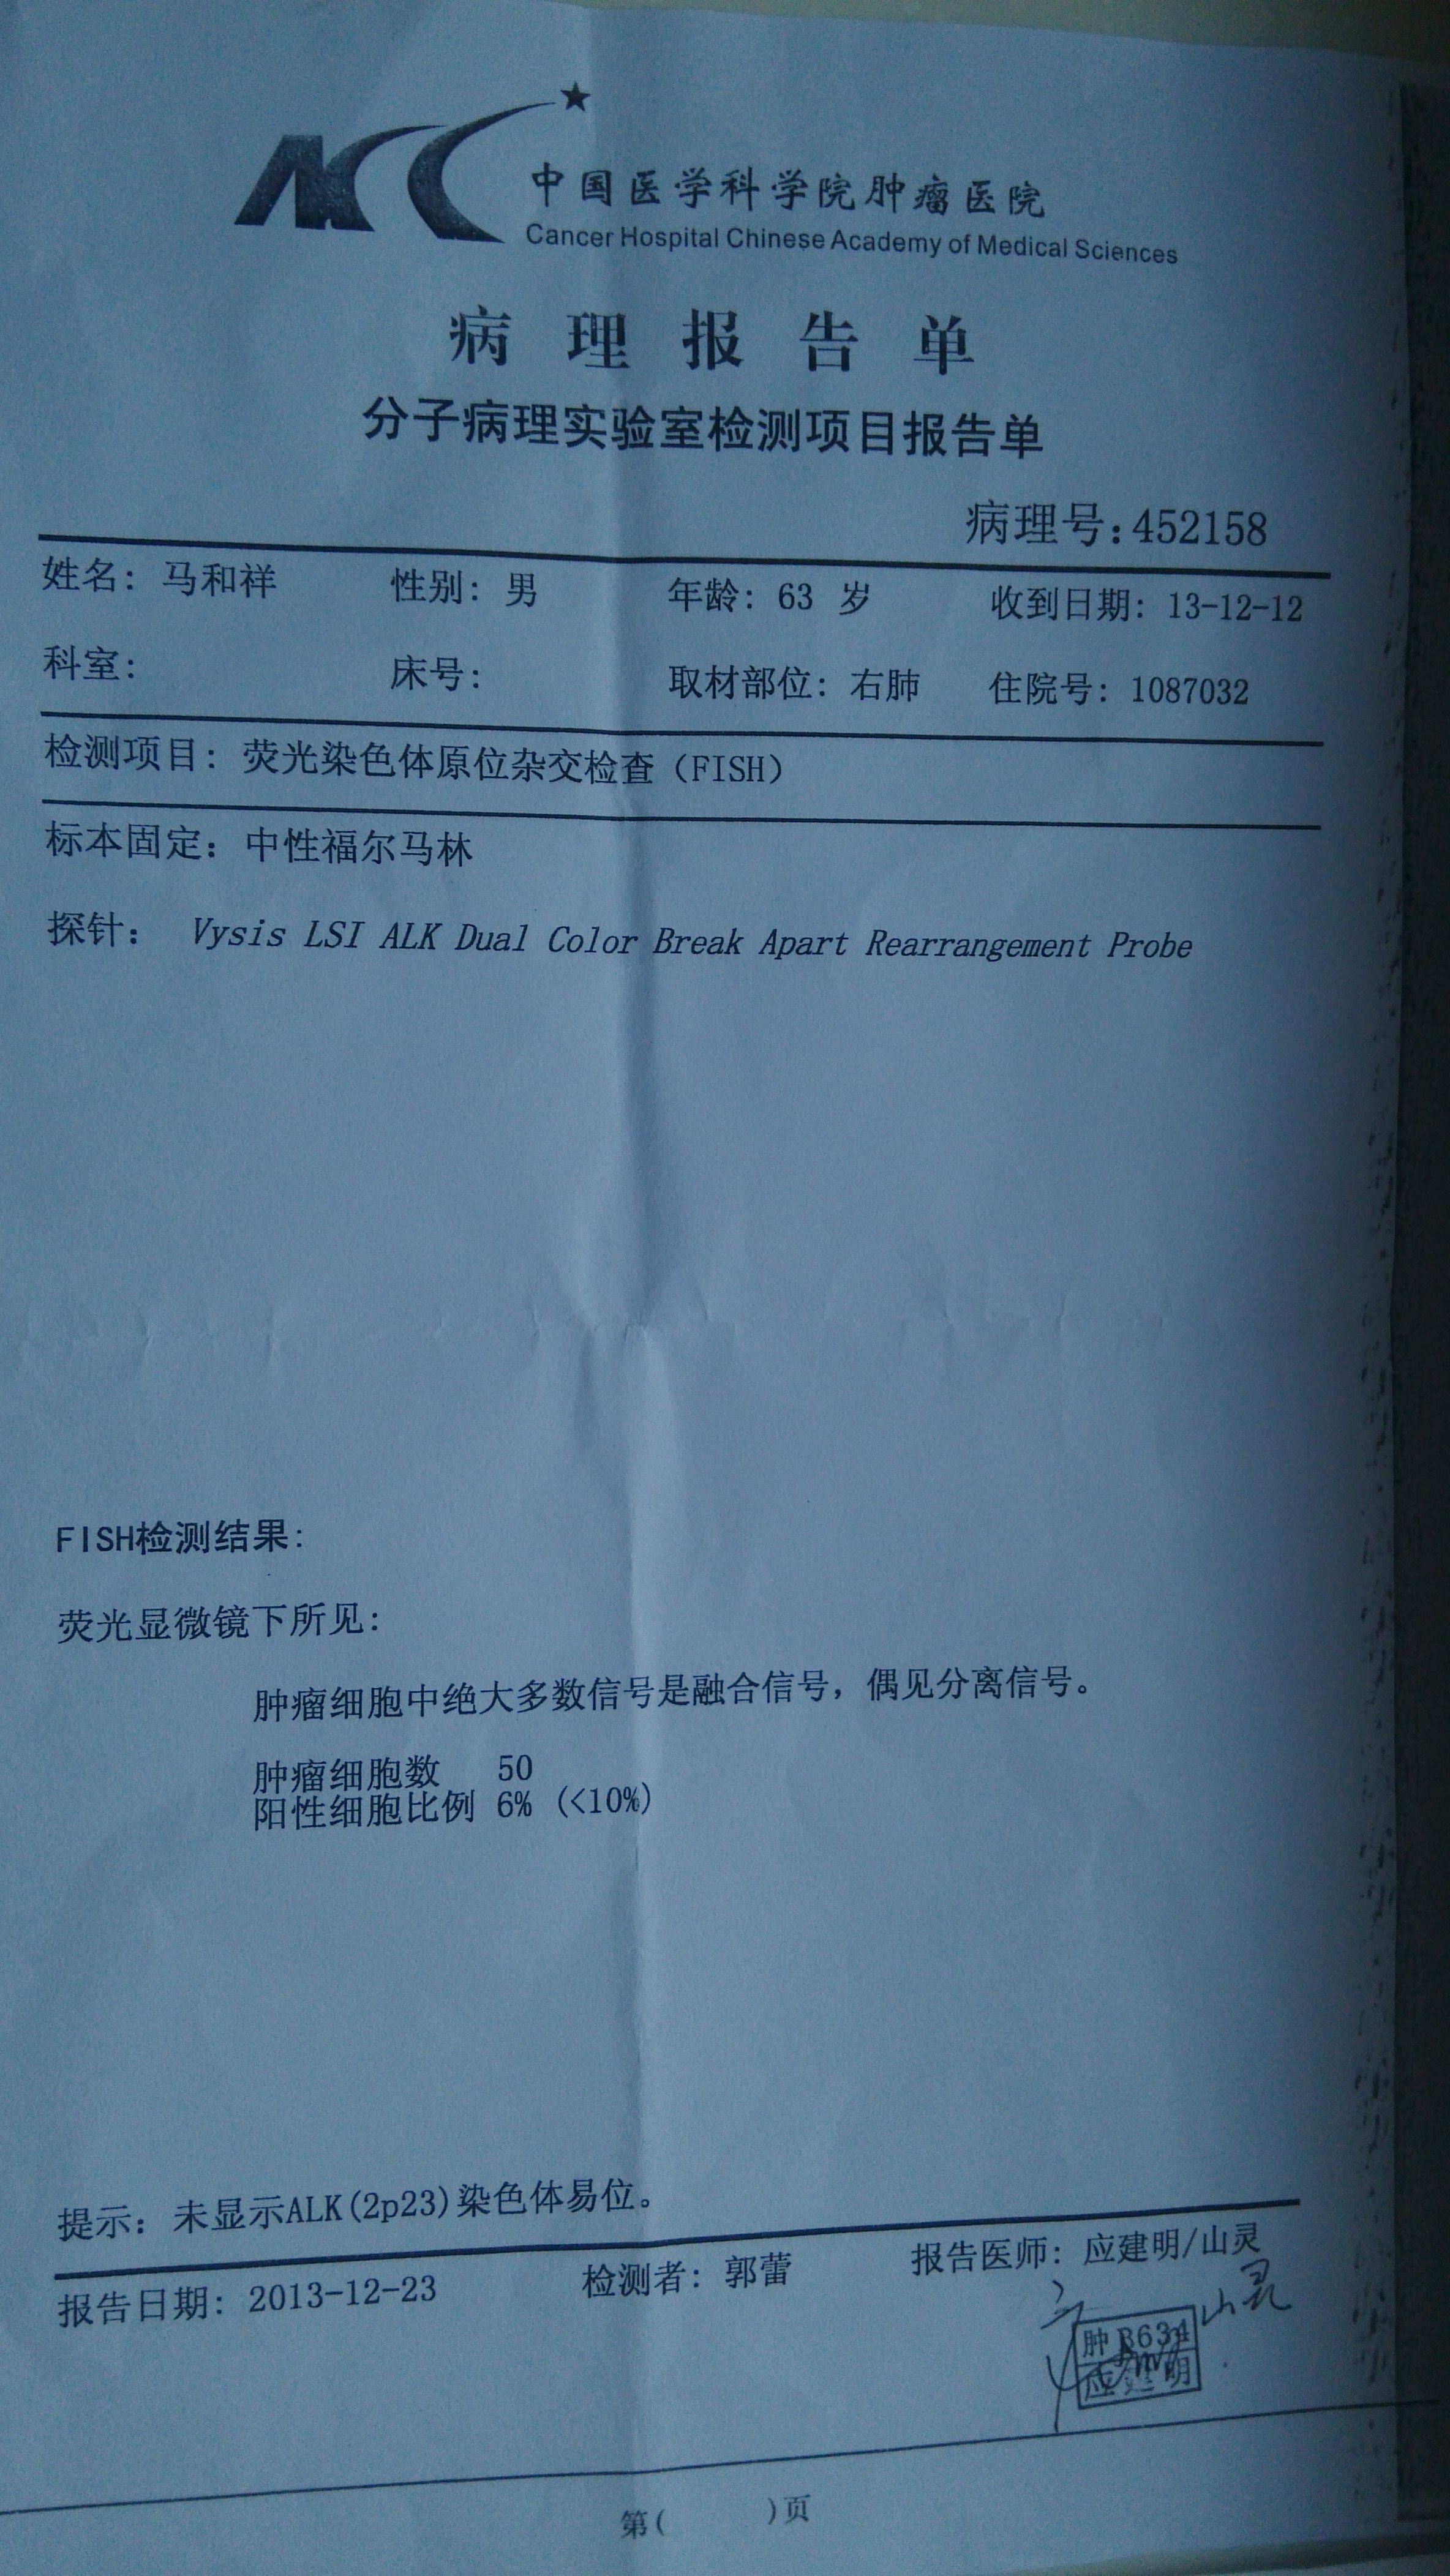 中国医学科学院肿瘤医院
Cancer Hospital Chinese Academy of Medical Sciences
病理报告单
分子病理实验室检测项目报告单
病理号:452158
姓名: 马和祥 性别: 男 年龄: 63 岁 收到日期: 13-12-12
科室: 床号: 取材部位: 右肺 住院号: 1087032
检测项目: 荧光染色体原位杂交检查（FISH）
标本固定: 中性福尔马林
探针: Vysis LSI ALK Dual Color Break Apart Rearrangement Probe
FISH检测结果:
荧光显微镜下所见:
肿瘤细胞中绝大多数信号是融合信号，偶见分离信号。
肿瘤细胞数 50
阳性细胞比例 6% (<10%)
提示: 未显示ALK(2p23)染色体易位。
报告日期: 2013-12-23 检测者: 郭蕾 报告医师: 应建明/山灵
山灵
肿 3634
应建明
第( )页